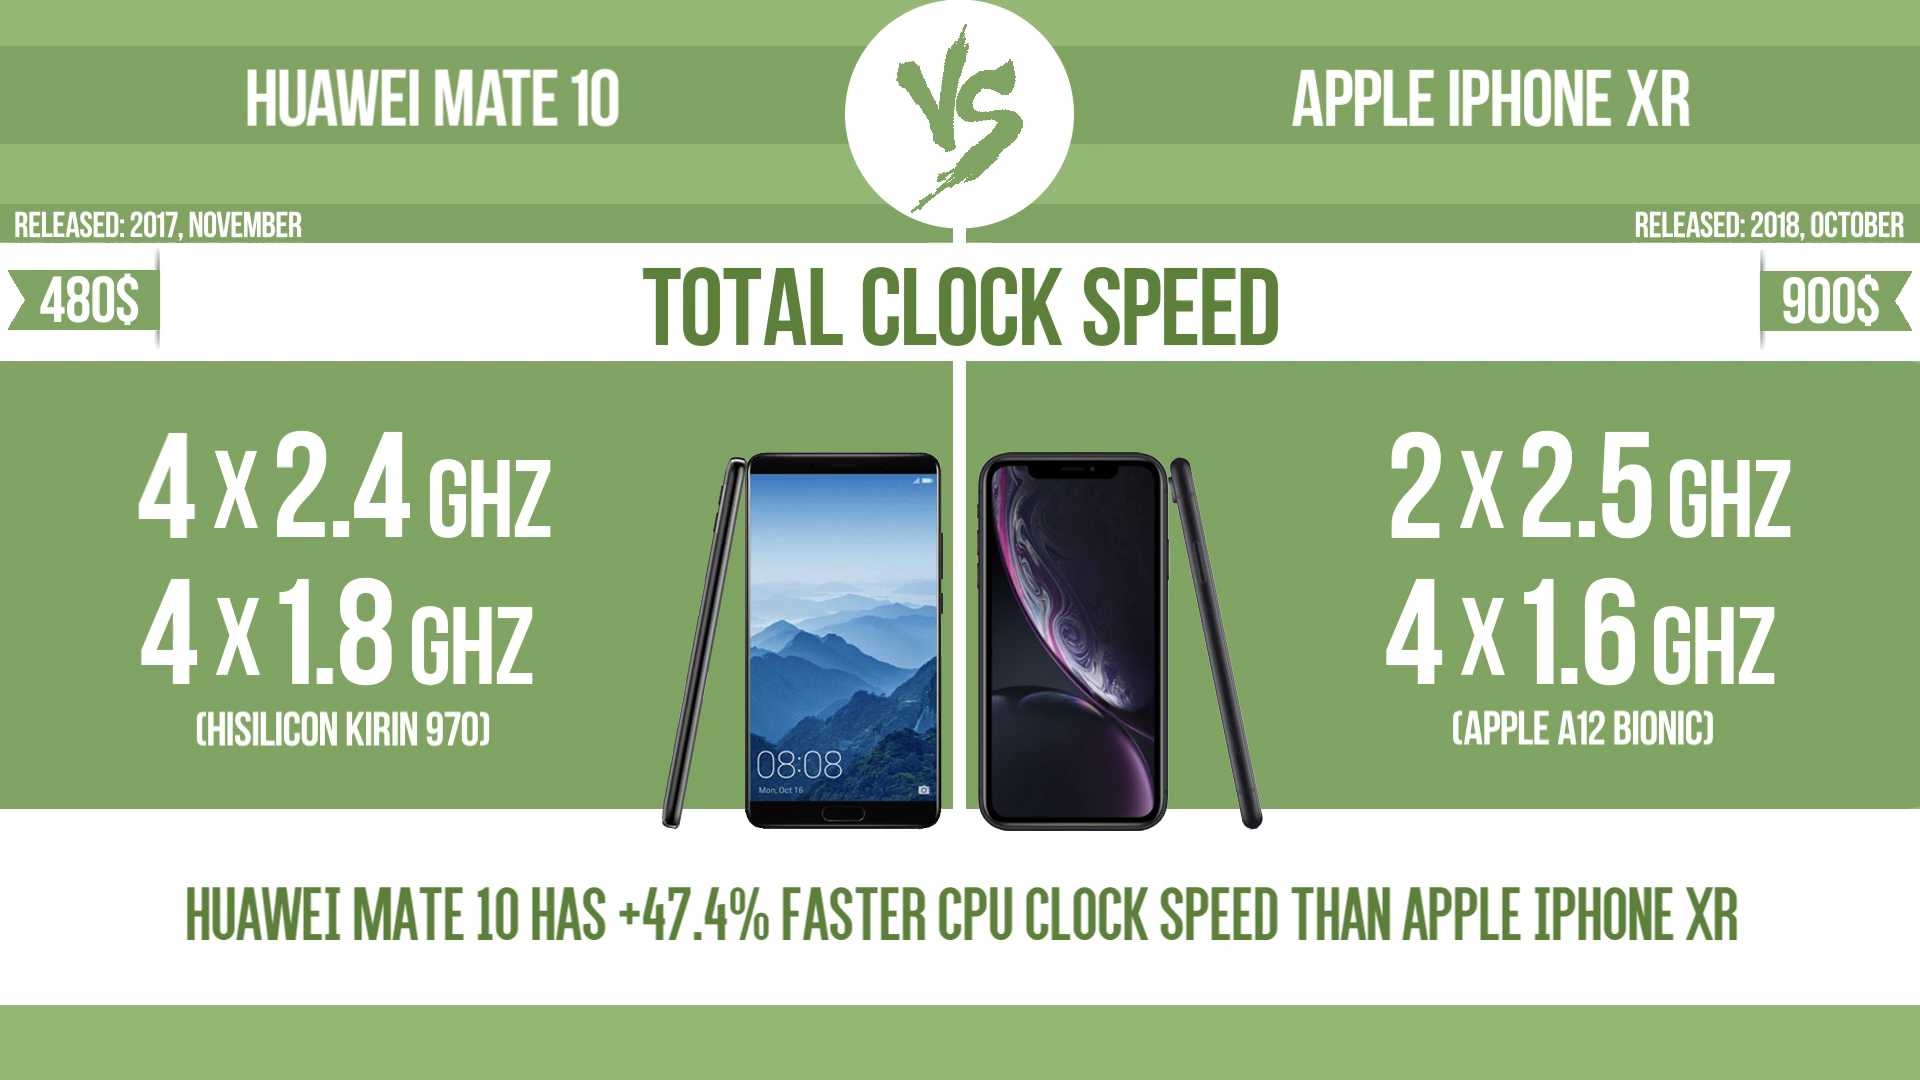 HUAWEI MATE 10
VS
APPLE IPHONE XR
RELEASED: 2017, NOVEMBER
RELEASED: 2018, OCTOBER
480$
TOTAL CLOCK SPEED
900$
4 X 2.4 GHZ
4 X 1.8 GHZ
(HISILICON KIRIN 970)
08:08
Mon, Oct 16
2 X 2.5 GHZ
4 X 1.6 GHZ
(APPLE A12 BIONIC)
HUAWEI MATE 10 HAS +47.4% FASTER CPU CLOCK SPEED THAN APPLE IPHONE XR